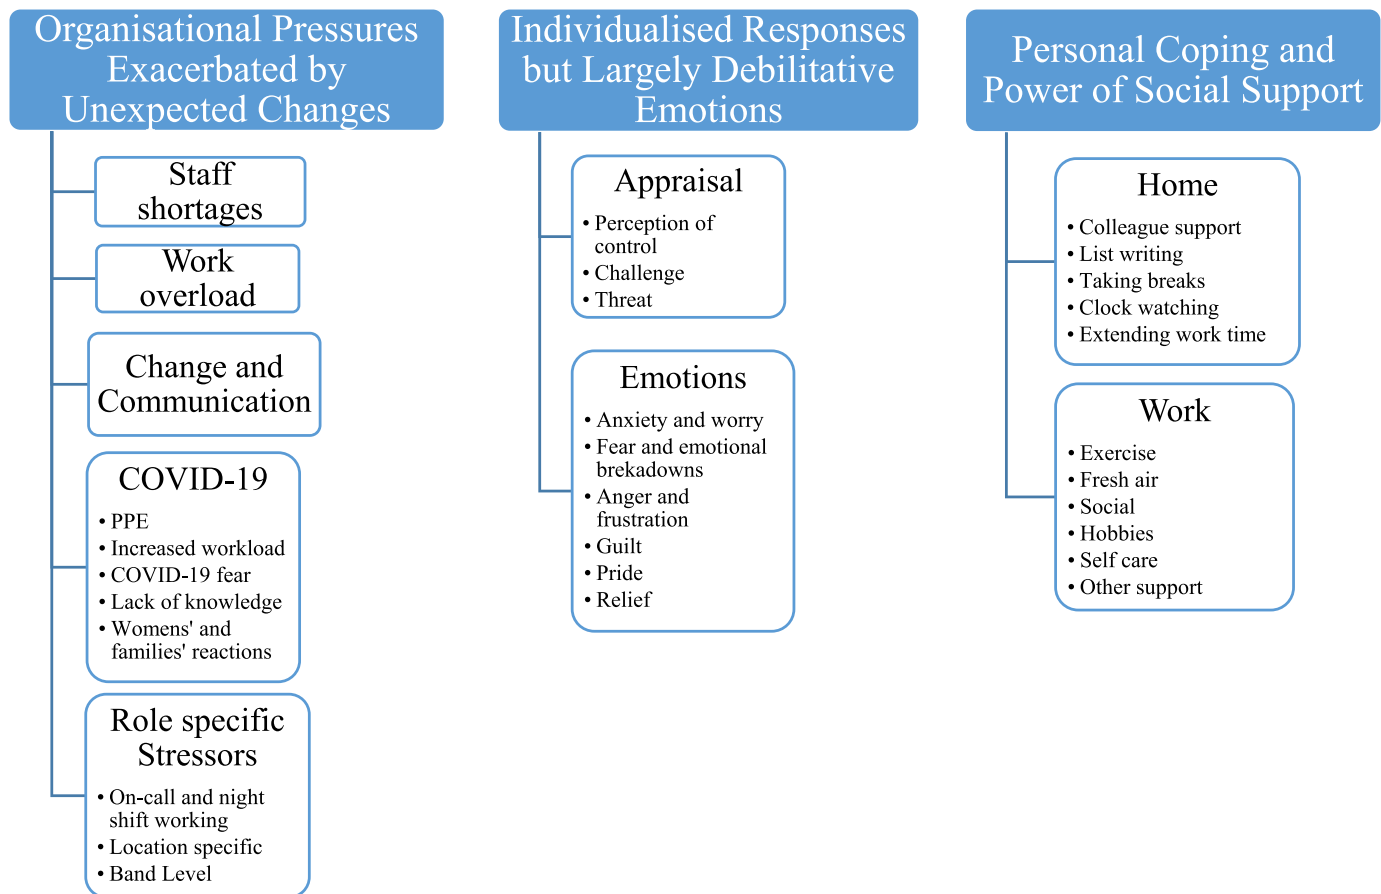 Organisational Pressures
Exacerbated by
Unexpected Changes
Staff
shortages
Work
overload
Change and
Communication
COVID-19
• PPE
• Increased workload
• COVID-19 fear
• Lack of knowledge
• Womens' and
families' reactions
Role specific
Stressors
• On-call and night
shift working
• Location specific
• Band Level
Individualised Responses
but Largely Debilitative
Emotions
Appraisal
• Perception of
control
• Challenge
• Threat
Emotions
• Anxiety and worry
• Fear and emotional
brekadowns
• Anger and
frustration
• Guilt
• Pride
• Relief
Personal Coping and
Power of Social Support
Home
• Colleague support
• List writing
• Taking breaks
• Clock watching
• Extending work time
Work
• Exercise
• Fresh air
• Social
• Hobbies
• Self care
• Other support